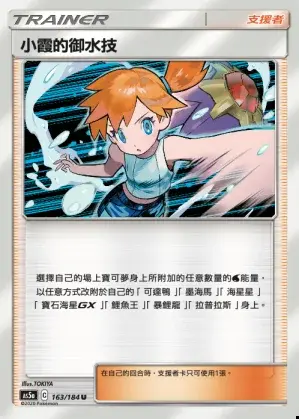 TRAINER 支援者
小霞的御水技
選擇自己的場上寶可夢身上所附加的任意數量的能量,
以任意方式改附於自己的「可達鴨」「墨海馬」「海星星」
「寶石海星GX」「鯉魚王」「暴鯉龍」「拉普拉斯」身上。
Illus.TOKIYA
AS5a C 163/184 U
©2020 Pokémon
在自己的回合時,支援者卡只可使用1張。